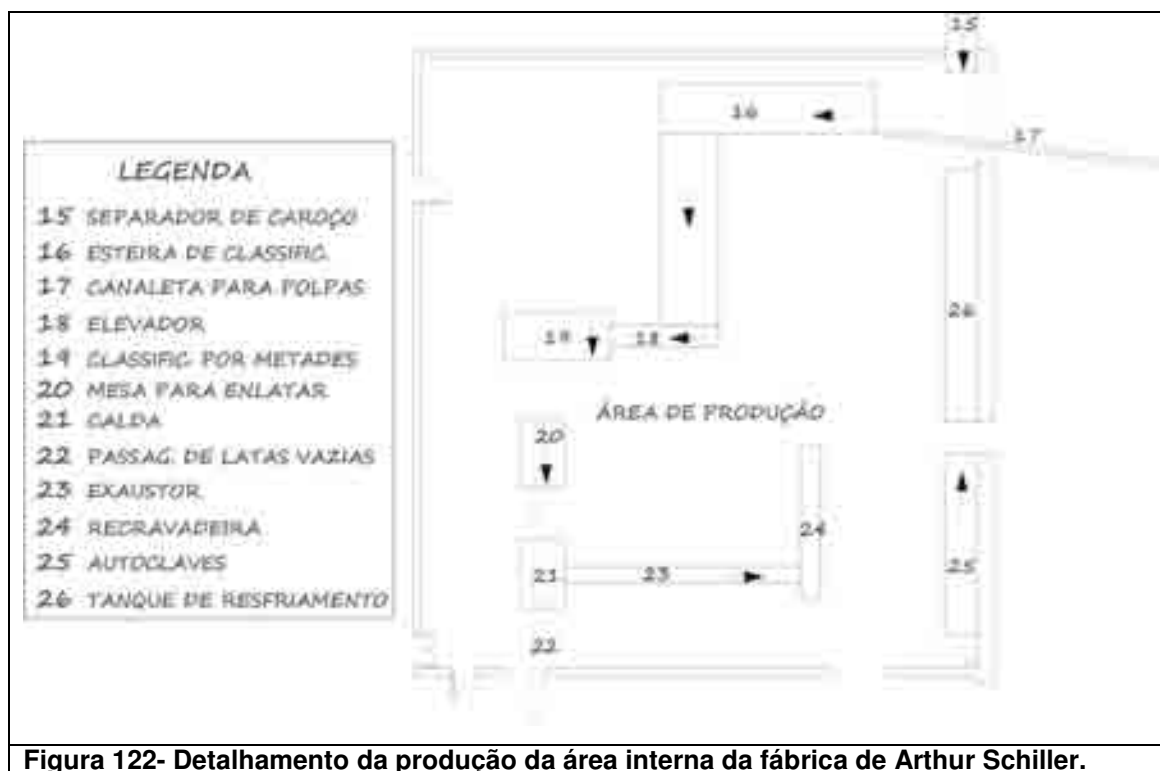 15
16
17
LEGENDA
15 SEPARADOR DE CAROÇO
16 ESTEIRA DE CLASSIFIC.
17 CANALETA PARA POLPAS
18 ELEVADOR
19 CLASSIFIC. POR METADES
20 MESA PARA ENLATAR
21 CALDA
22 PASSAG. DE LATAS VAZIAS
23 EXAUSTOR
24 RECRAVADEIRA
25 AUTOCLAVES
26 TANQUE DE RESFRIAMENTO
26
19
18
ÁREA DE PRODUÇÃO
20
24
21
23
25
22
Figura 122- Detalhamento da produção da área interna da fábrica de Arthur Schiller.